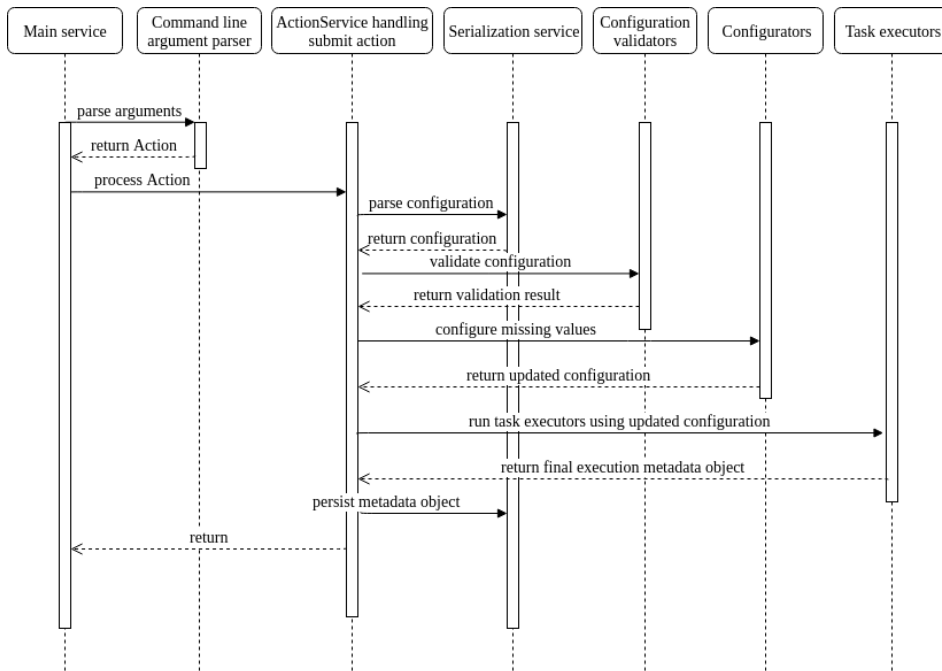 Main service
Command line
argument parser
ActionService handling
submit action
Serialization service
Configuration
validators
Configurators
Task executors
parse arguments
return Action
process Action
parse configuration
return configuration
validate configuration
return validation result
configure missing values
return updated configuration
run task executors using updated configuration
return final execution metadata object
persist metadata object
return